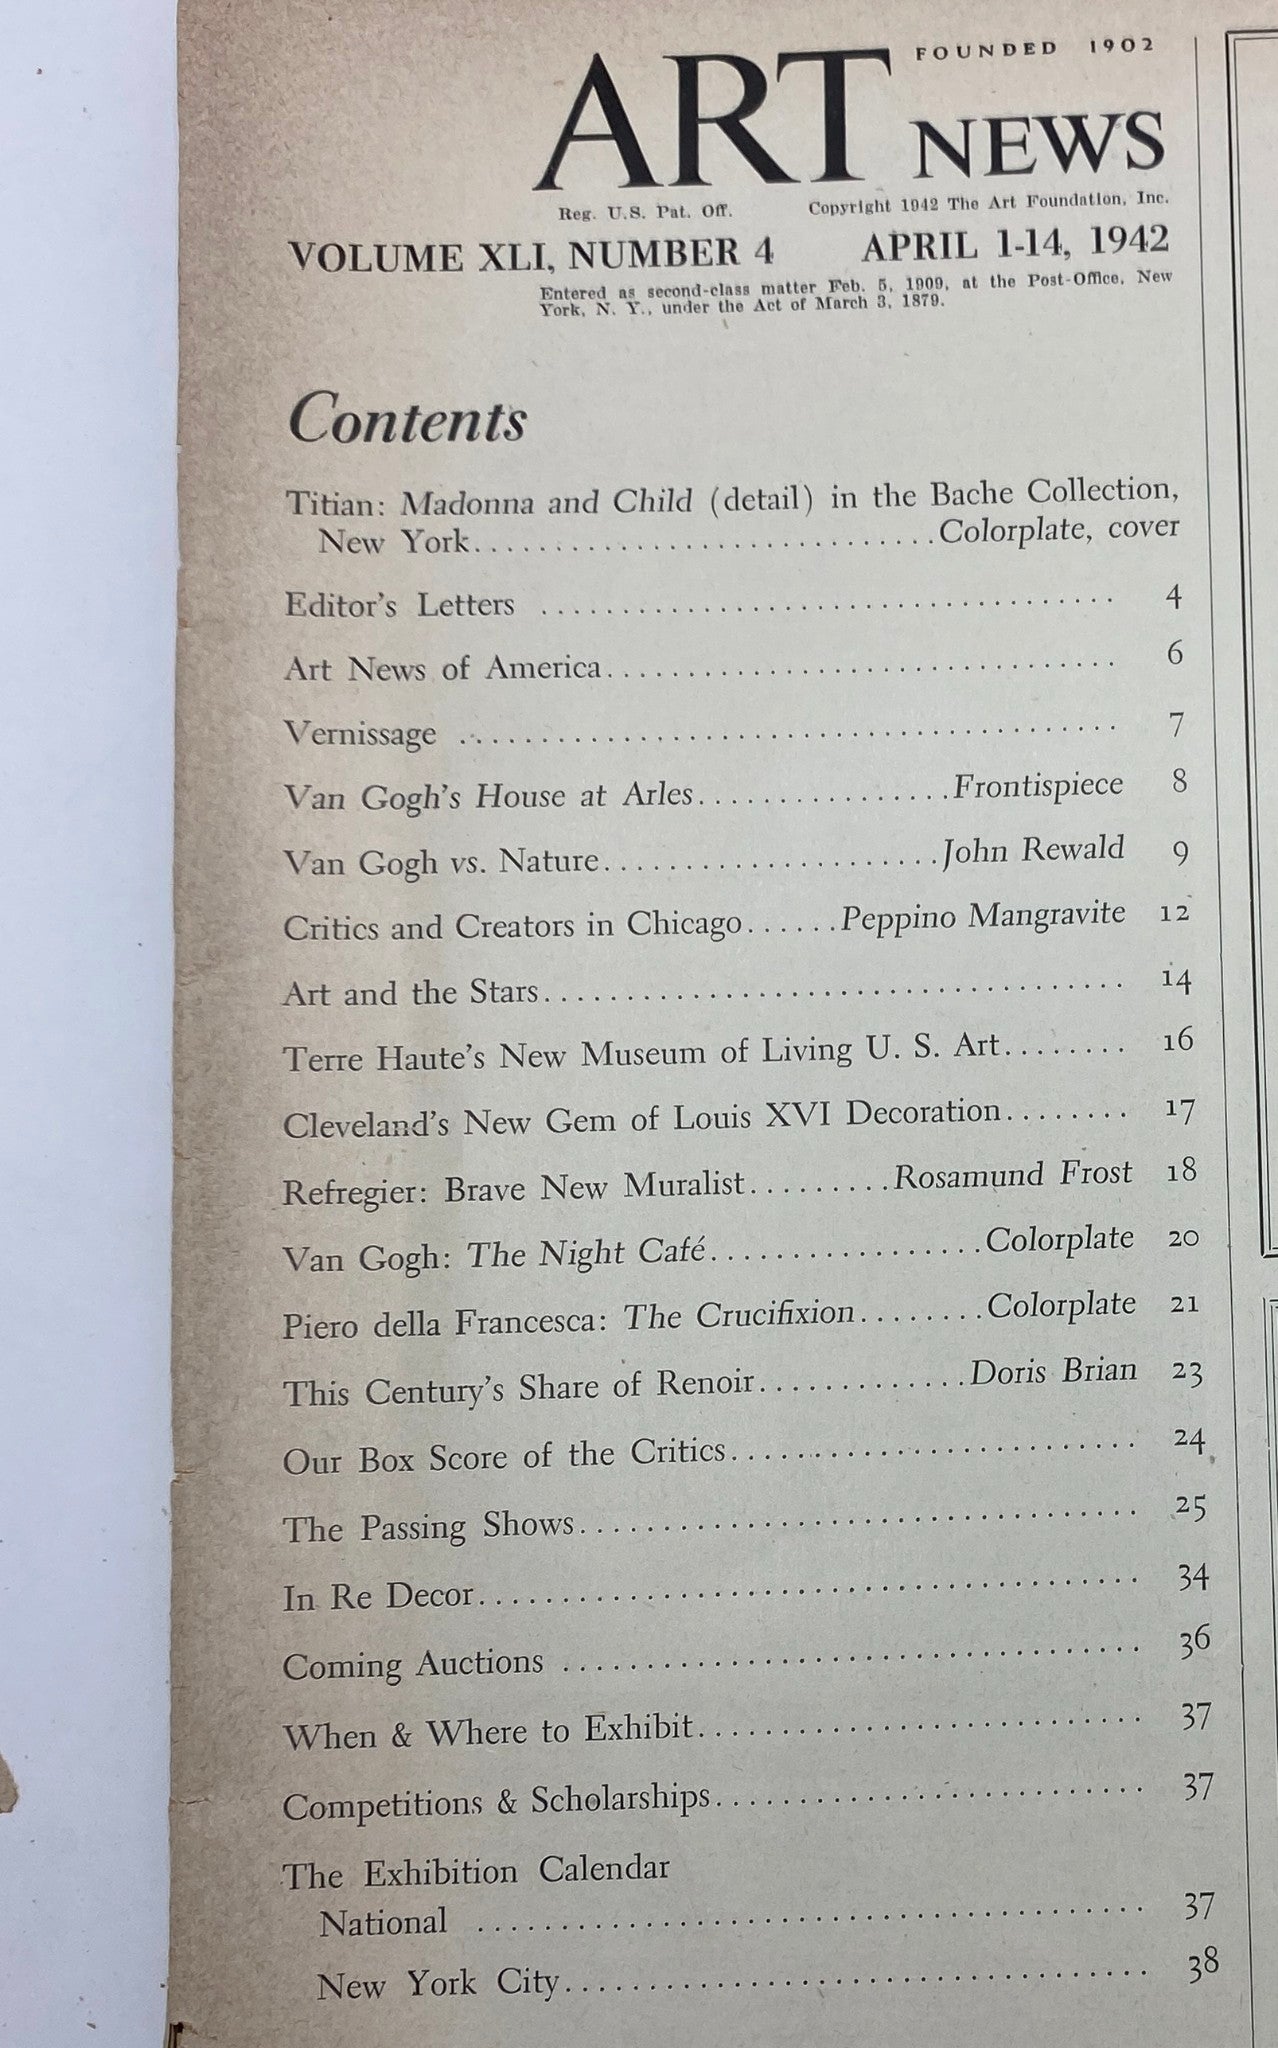 FOUNDED 1902
ART NEWS
Reg. U.S. Pat. Off. Copyright 1942 The Art Foundation, Inc.
VOLUME XLI, NUMBER 4 APRIL 1-14, 1942
Entered as second-class matter Feb. 5, 1909, at the Post-Office, New
York, N. Y., under the Act of March 3, 1879.
Contents
Titian: Madonna and Child (detail) in the Bache Collection,
New York.............................Colorplate, cover
Editor's Letters .................................... 4
Art News of America................................ 6
Vernissage ......................................... 7
Van Gogh's House at Arles................Frontispiece 8
Van Gogh vs. Nature.....................John Rewald 9
Critics and Creators in Chicago......Peppino Mangravite 12
Art and the Stars.................................... 14
Terre Haute's New Museum of Living U. S. Art........ 16
Cleveland's New Gem of Louis XVI Decoration........ 17
Refregier: Brave New Muralist.........Rosamund Frost 18
Van Gogh: The Night Café.................Colorplate 20
Piero della Francesca: The Crucifixion........Colorplate 21
This Century's Share of Renoir.............Doris Brian 23
Our Box Score of the Critics......................... 24
The Passing Shows................................... 25
In Re Decor......................................... 34
Coming Auctions .................................... 36
When & Where to Exhibit............................ 37
Competitions & Scholarships........................... 37
The Exhibition Calendar
National .......................................... 37
New York City.................................... 38